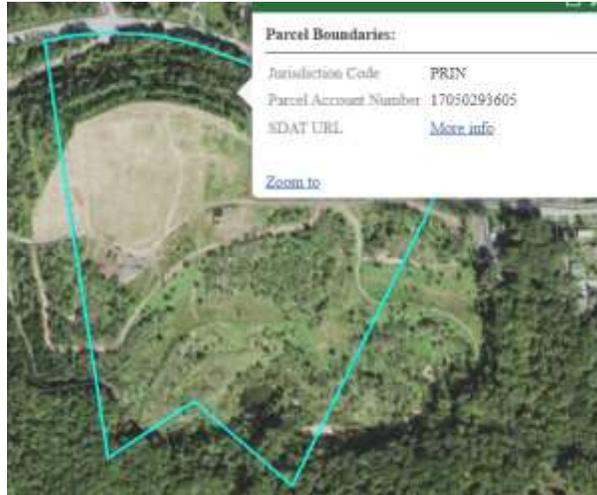 Parcel Boundaries:
Jurisdiction Code PRIN
Parcel Account Number 17050293605
SDAT URL More info
Zoom to